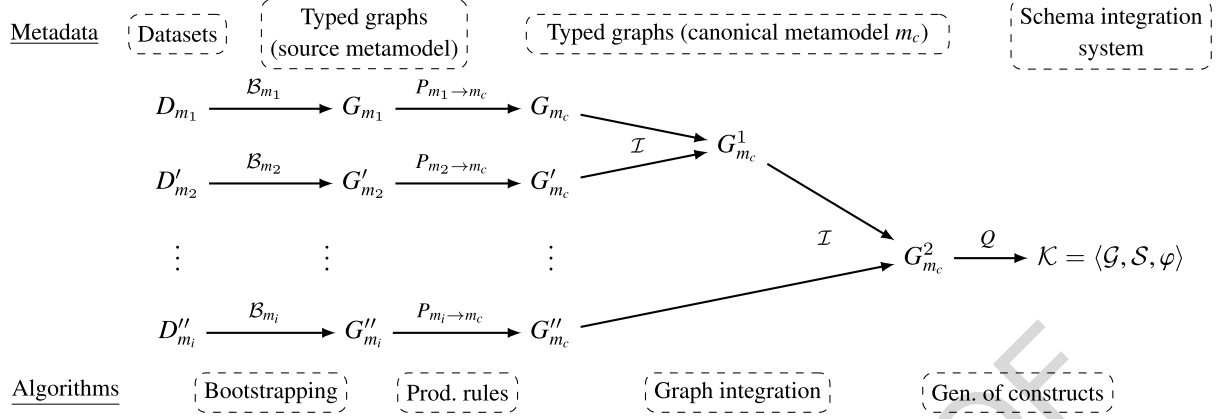 Metadata
Datasets
Typed graphs
(source metamodel)
Typed graphs (canonical metamodel m_c)
Schema integration
system
D_{m_1} B_{m_1} G_{m_1} P_{m_1→m_c} G_{m_c}
I
G^1_{m_c}
D′_{m_2} B_{m_2} G′_{m_2} P_{m_2→m_c} G′_{m_c}
⋮ ⋮ ⋮
I
G^2_{m_c} Q K = ⟨G, S, φ⟩
D″_{m_i} B_{m_i} G″_{m_i} P_{m_i→m_c} G″_{m_c}
Algorithms
Bootstrapping
Prod. rules
Graph integration
Gen. of constructs